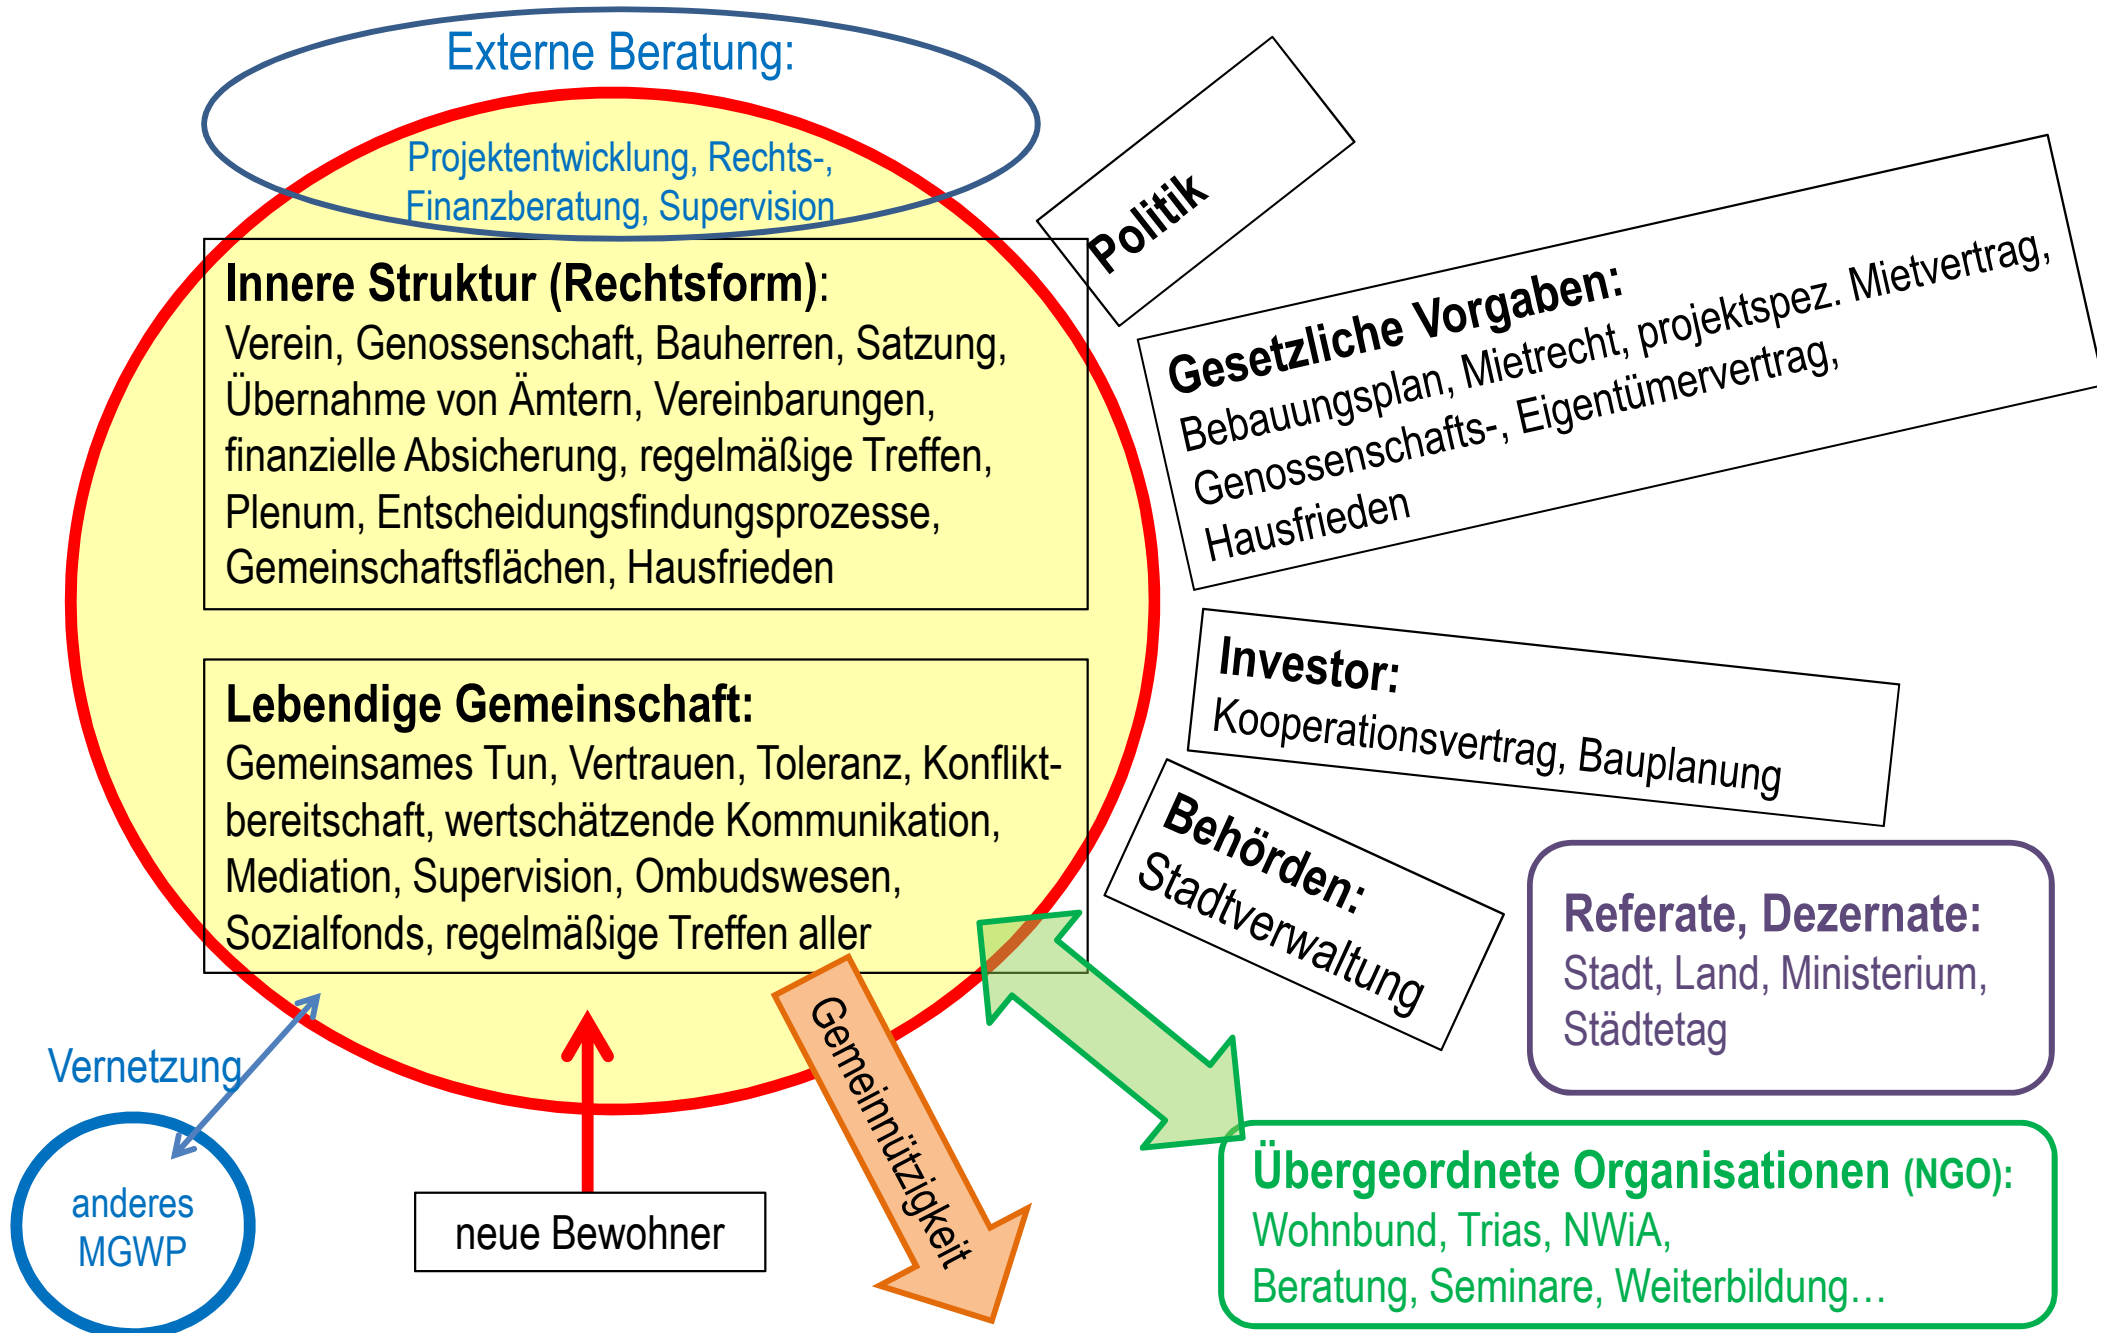 Externe Beratung:
Projektentwicklung, Rechts-,
Finanzberatung, Supervision
Innere Struktur (Rechtsform):
Verein, Genossenschaft, Bauherren, Satzung,
Übernahme von Ämtern, Vereinbarungen,
finanzielle Absicherung, regelmäßige Treffen,
Plenum, Entscheidungsfindungsprozesse,
Gemeinschaftsflächen, Hausfrieden
Lebendige Gemeinschaft:
Gemeinsames Tun, Vertrauen, Toleranz, Konflikt-
bereitschaft, wertschätzende Kommunikation,
Mediation, Supervision, Ombudswesen,
Sozialfonds, regelmäßige Treffen aller
Politik
Gesetzliche Vorgaben:
Bebauungsplan, Mietrecht, projektspez. Mietvertrag,
Genossenschafts-, Eigentümervertrag,
Hausfrieden
Investor:
Kooperationsvertrag, Bauplanung
Behörden:
Stadtverwaltung
Referate, Dezernate:
Stadt, Land, Ministerium,
Städtetag
Übergeordnete Organisationen (NGO):
Wohnbund, Trias, NWiA,
Beratung, Seminare, Weiterbildung…
Gemeinnützigkeit
neue Bewohner
Vernetzung
anderes
MGWP